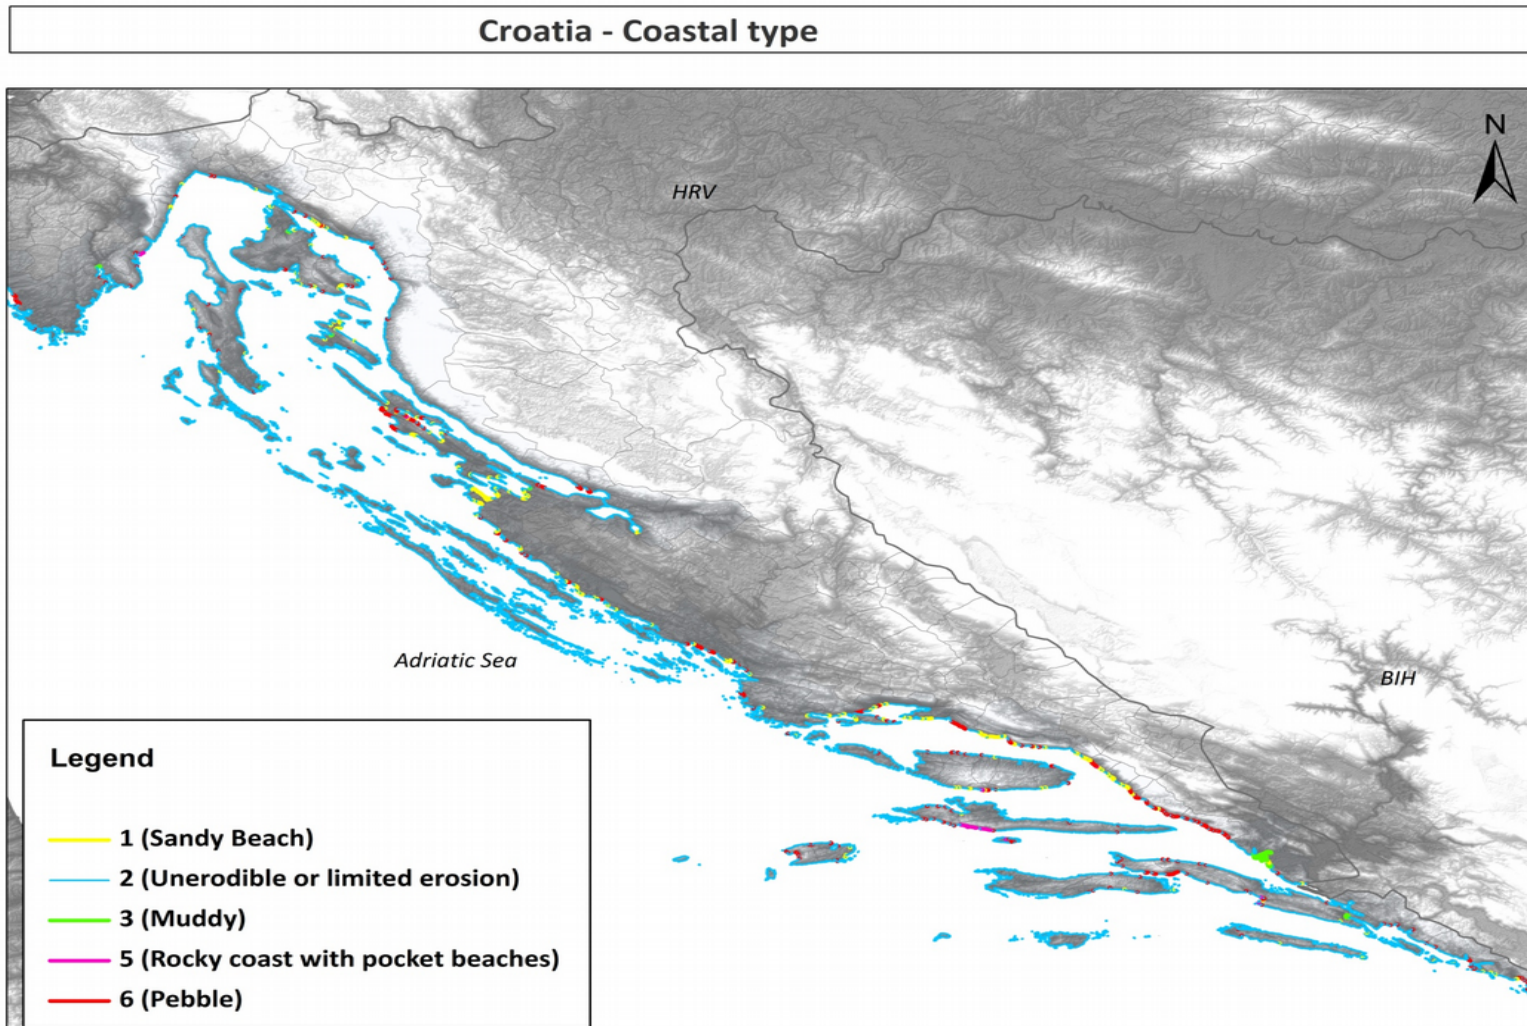 Croatia - Coastal type
N
HRV
Adriatic Sea
BIH
Legend
1 (Sandy Beach)
2 (Unerodible or limited erosion)
3 (Muddy)
5 (Rocky coast with pocket beaches)
6 (Pebble)